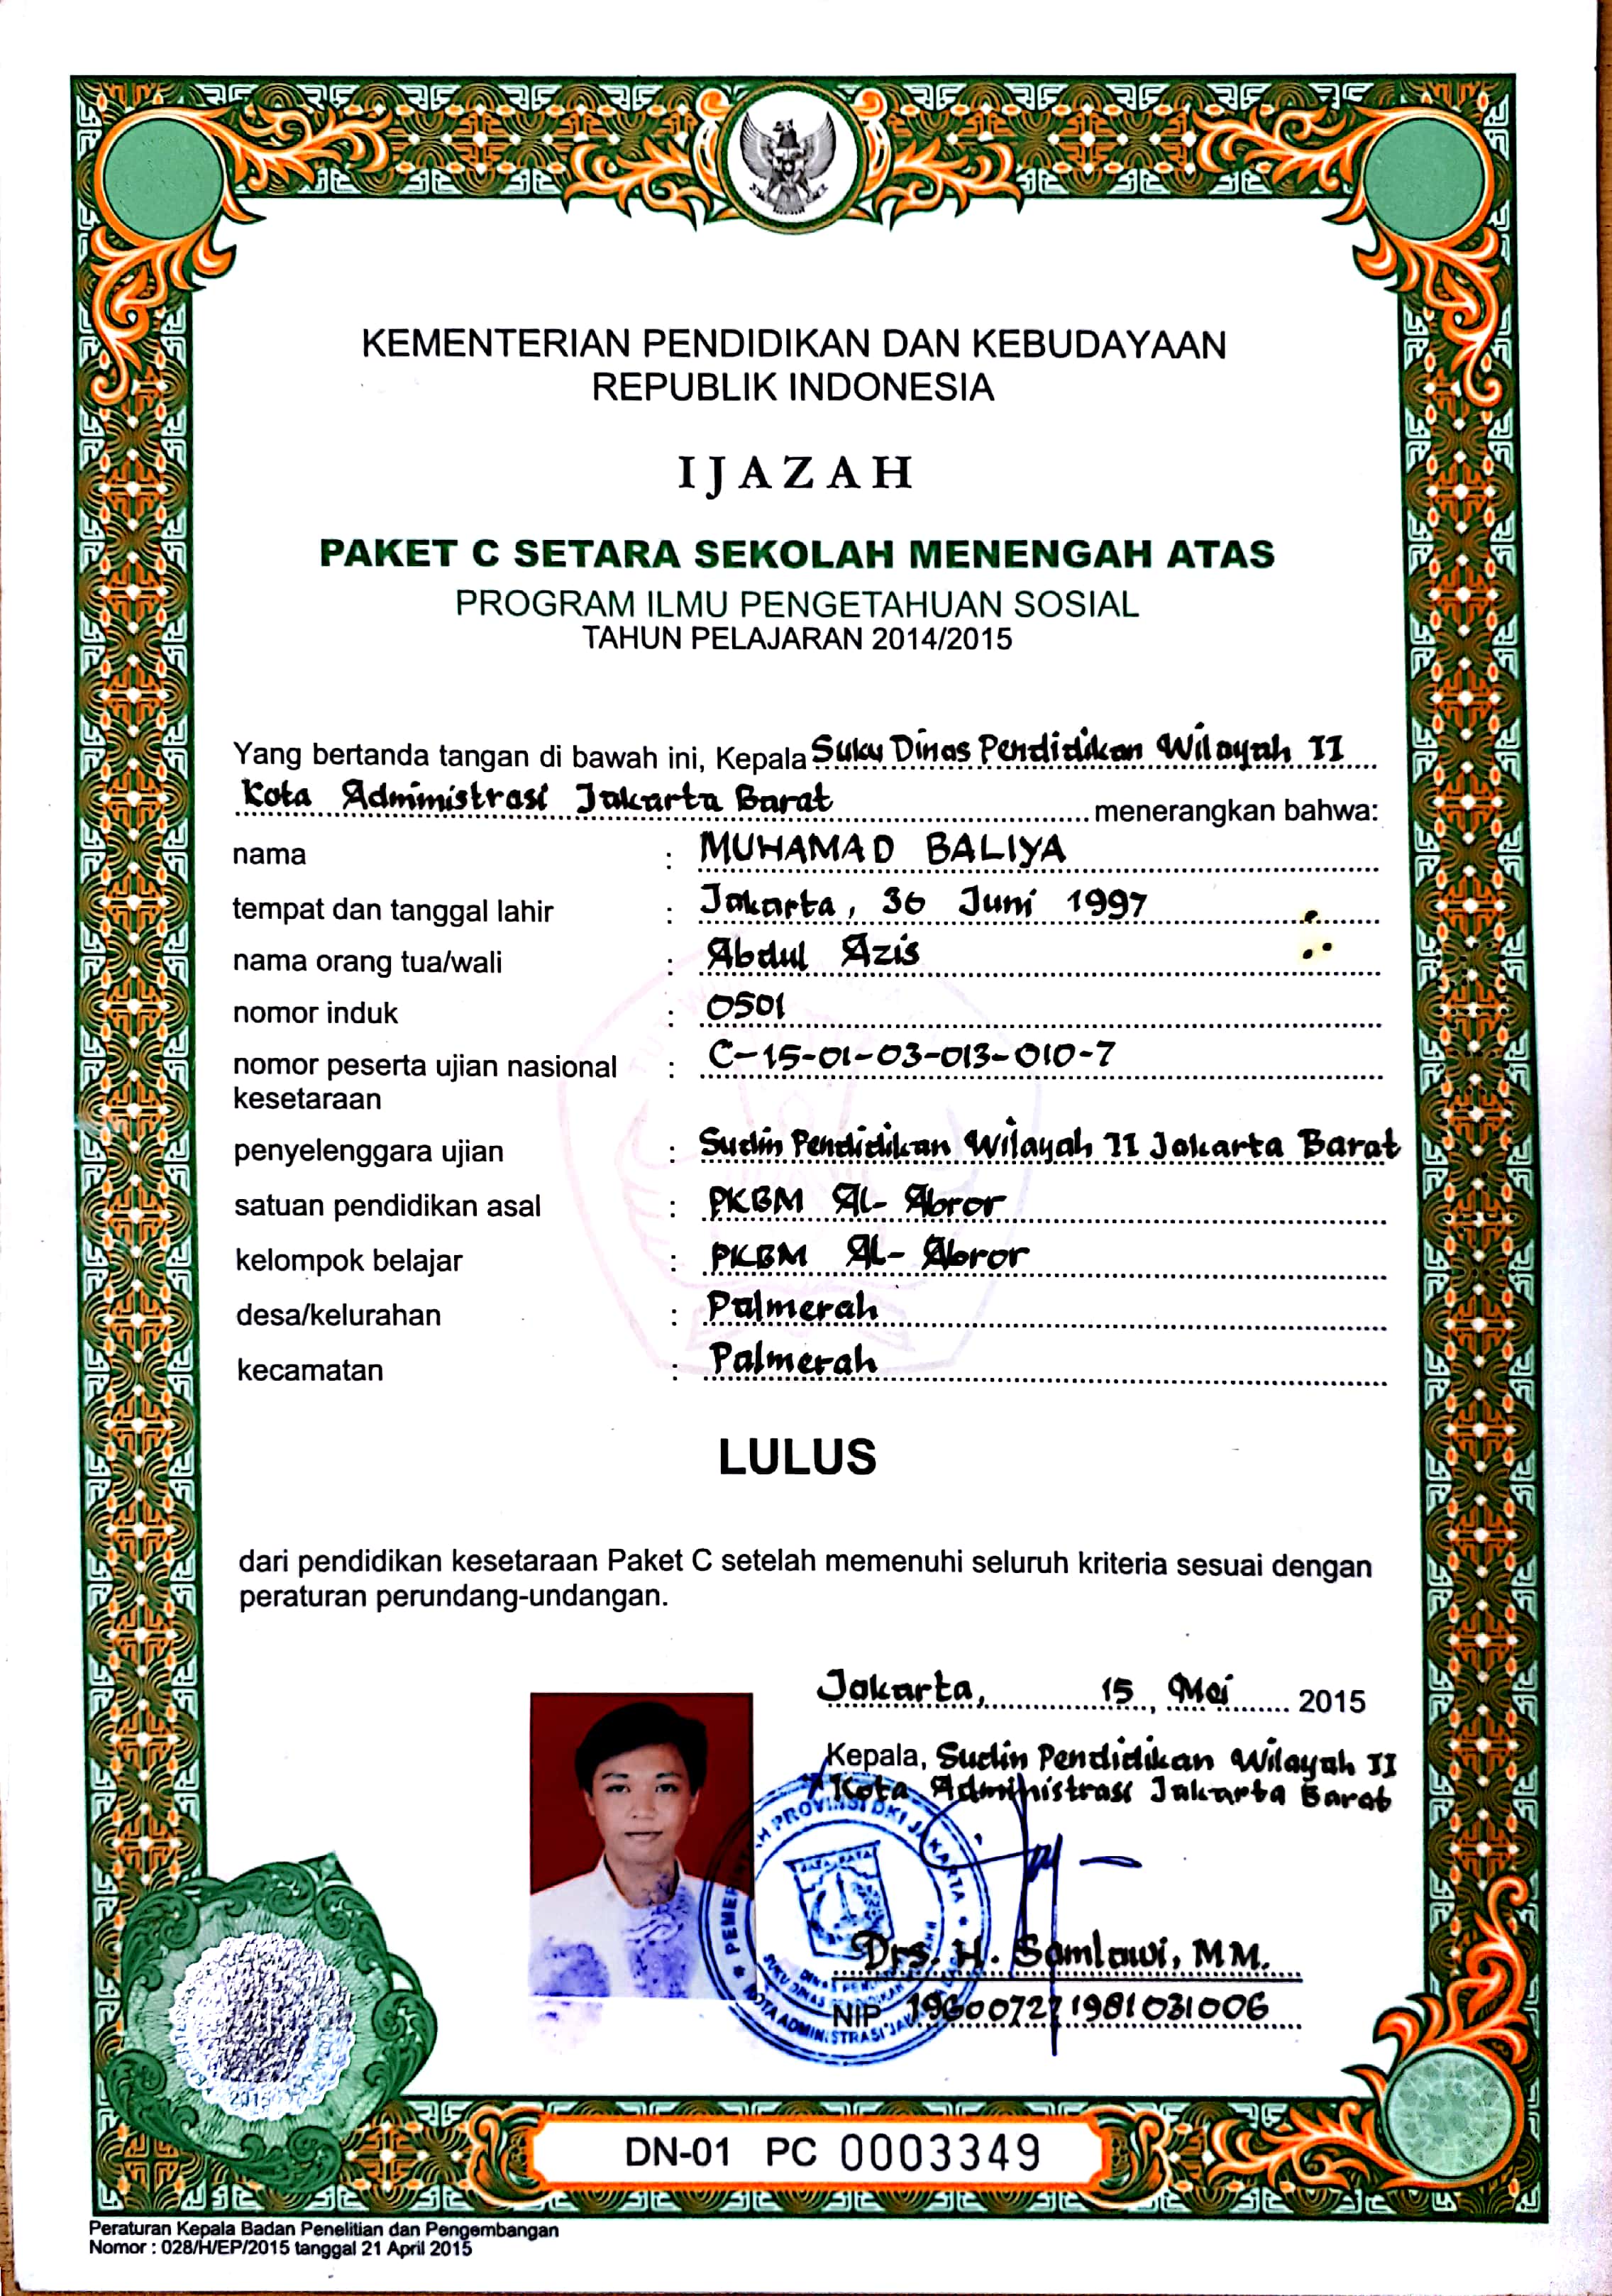 KEMENTERIAN PENDIDIKAN DAN KEBUDAYAAN
REPUBLIK INDONESIA
IJAZAH
PAKET C SETARA SEKOLAH MENENGAH ATAS
PROGRAM ILMU PENGETAHUAN SOSIAL
TAHUN PELAJARAN 2014/2015
Yang bertanda tangan di bawah ini, Kepala Suku Dinas Pendidikan Wilayah II
Kota Administrasi Jakarta Barat menerangkan bahwa:
nama : MUHAMAD BALIYA
tempat dan tanggal lahir : Jakarta, 30 Juni 1997
nama orang tua/wali : Abdul Azis
nomor induk : 0501
nomor peserta ujian nasional : C-15-01-03-013-010-7
kesetaraan
penyelenggara ujian : Sudin Pendidikan Wilayah II Jakarta Barat
satuan pendidikan asal : PKBM Al-Abror
kelompok belajar : PKBM Al-Abror
desa/kelurahan : Palmerah
kecamatan : Palmerah
LULUS
dari pendidikan kesetaraan Paket C setelah memenuhi seluruh kriteria sesuai dengan
peraturan perundang-undangan.
Jakarta, 15, Mei 2015
Kepala, Sudin Pendidikan Wilayah II
Kota Administrasi Jakarta Barat
PROVINSI DKI JAKARTA
JAYA RAYA
Drs. H. Samlawi, MM.
NIP 196007271981031006
KOTA ADMINISTRASI
DN-01 PC 0003349
Peraturan Kepala Badan Penelitian dan Pengembangan
Nomor : 028/H/EP/2015 tanggal 21 April 2015